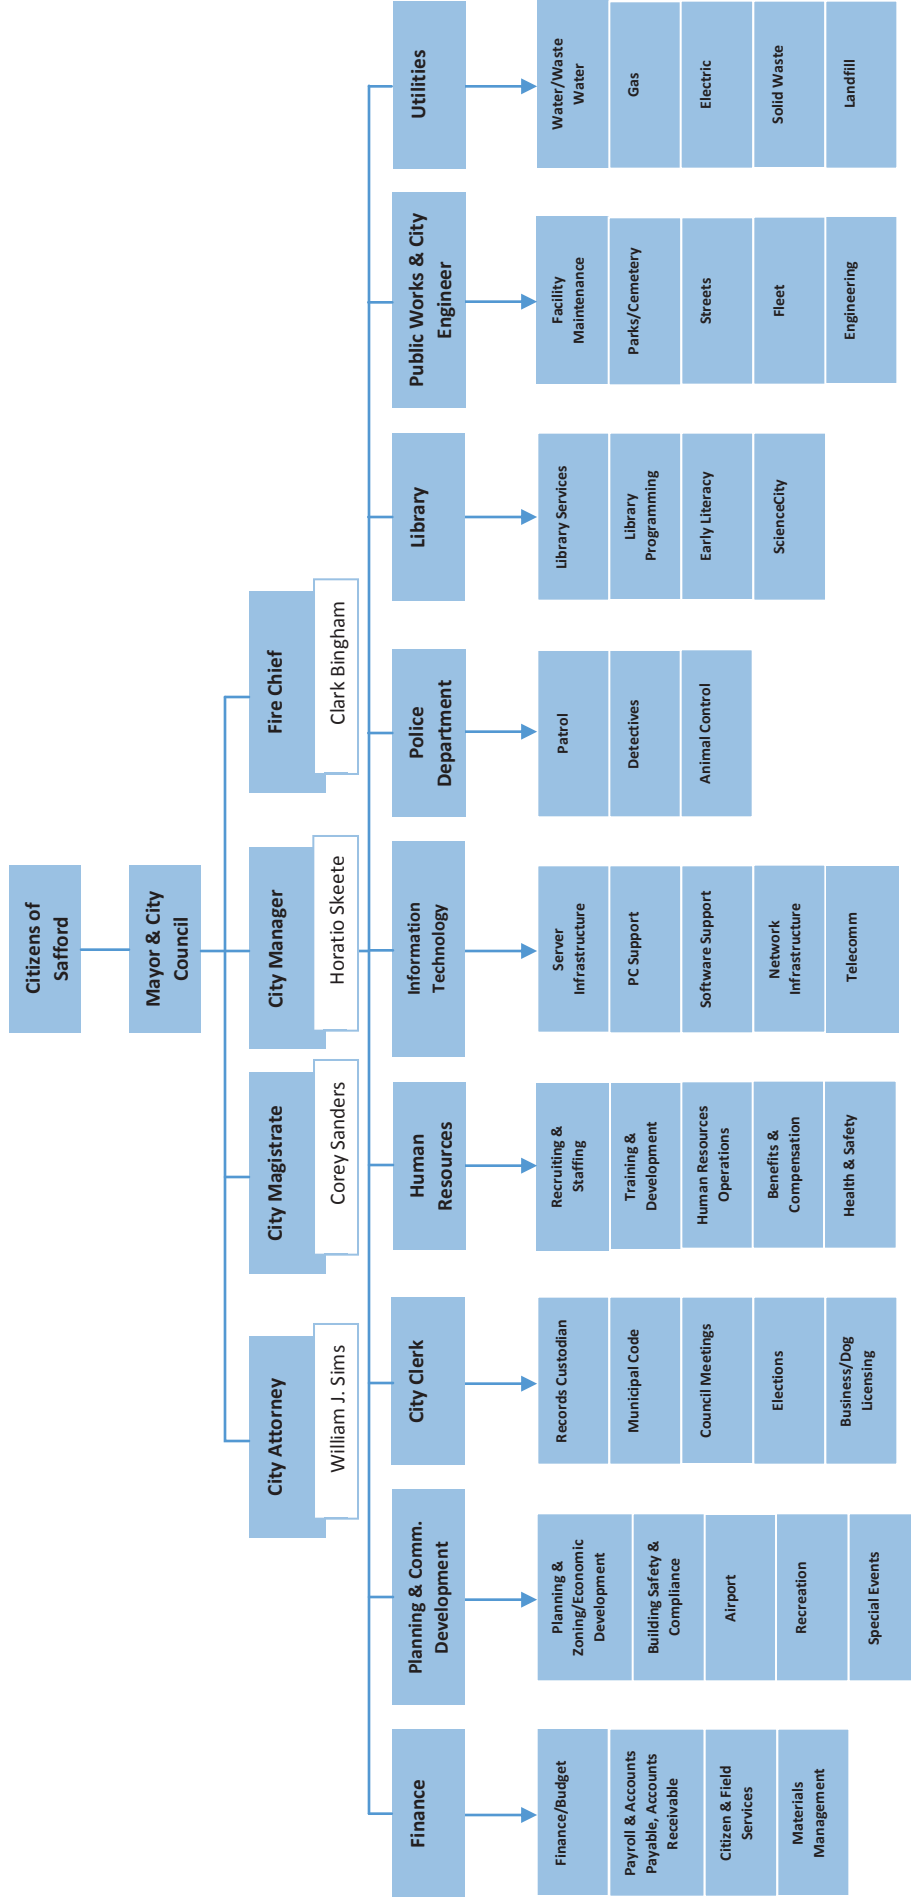 Citizens of
Safford
Mayor & City
Council
City Attorney
William J. Sims
City Magistrate
Corey Sanders
City Manager
Horatio Skeete
Fire Chief
Clark Bingham
Finance
Finance/Budget
Payroll & Accounts
Payable, Accounts
Receivable
Citizen & Field
Services
Materials
Management
Planning & Comm.
Development
Planning &
Zoning/Economic
Development
Building Safety &
Compliance
Airport
Recreation
Special Events
City Clerk
Records Custodian
Municipal Code
Council Meetings
Elections
Business/Dog
Licensing
Human
Resources
Recruiting &
Staffing
Training &
Development
Human Resources
Operations
Benefits &
Compensation
Health & Safety
Information
Technology
Server
Infrastructure
PC Support
Software Support
Network
Infrastructure
Telecomm
Police
Department
Patrol
Detectives
Animal Control
Library
Library Services
Library
Programming
Early Literacy
ScienceCity
Public Works & City
Engineer
Facility
Maintenance
Parks/Cemetery
Streets
Fleet
Engineering
Utilities
Water/Waste
Water
Gas
Electric
Solid Waste
Landfill